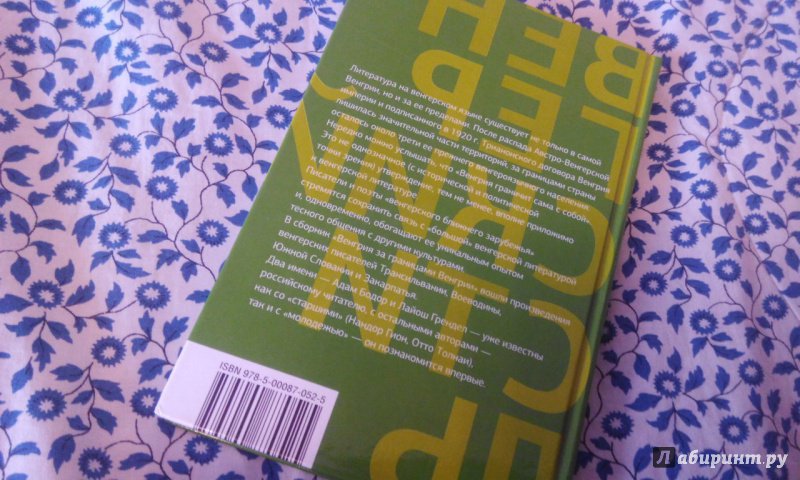 Литература на венгерском языке существует не только в самой
Венгрии, но и за ее пределами. После распада Австро-Венгерской
империи и подписанного в 1920 г. Трианонского договора Венгрия
лишилась значительной части территорий: за границами страны
осталось около трети ее прежнего венгероязычного населения.
Нередко можно услышать, что «Венгрия граничит сама с собой».
Это не однозначное (с исторической и политической
точки зрения) утверждение, тем не менее, вполне приложимо
к венгерской литературе.
Писатели и поэты «венгерского ближнего зарубежья»
стремятся сохранить связь с «большой» венгерской литературой
и, одновременно, обогащают ее уникальным опытом
тесного общения с другими культурами.
В сборник «Венгрия за границами Венгрии» вошли произведения
венгерских писателей Трансильвании, Воеводины,
Южной Словакии и Закарпатья.
Два имени — Адам Бодор и Лайош Грендел — уже известны
российскому читателю, с остальными авторами —
как со «старшими» (Нандор Гион, Отто Толнаи),
так и с «молодежью» — он познакомится впервые.
ISBN 978-5-00087-052-5
Лабиринт.ру